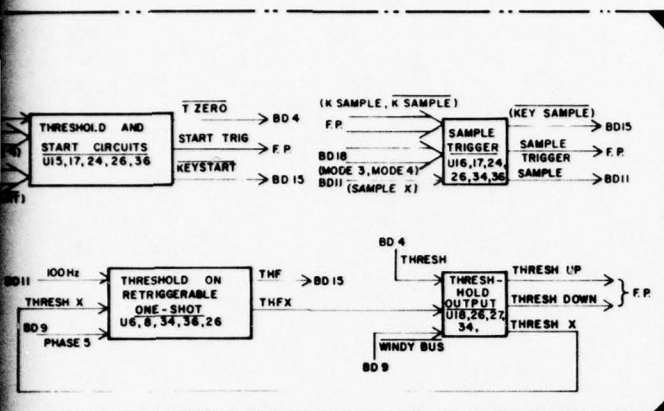 T ZERO
BD 4
THRESHOLD AND
START CIRCUITS
U15,17,24,26,36
START TRIG
F.P.
KEYSTART
BD 15
(K SAMPLE, K SAMPLE)
F.P.
BD18
(MODE 3, MODE 4)
BD11 (SAMPLE X)
SAMPLE
TRIGGER
U16,17,24,
26,34,36
(KEY SAMPLE)
BD15
SAMPLE
TRIGGER
F.P.
SAMPLE
BD11
BD11
100Hz
THRESH X
BD 9
PHASE 5
THRESHOLD ON
RETRIGGERABLE
ONE-SHOT
U6,8,34,36,26
THF
BD 15
THFX
BD 4
THRESH
THRESH-
HOLD
OUTPUT
U18,26,27,
34,
WINDY BUS
BD 9
THRESH UP
THRESH DOWN
F.P.
THRESH X